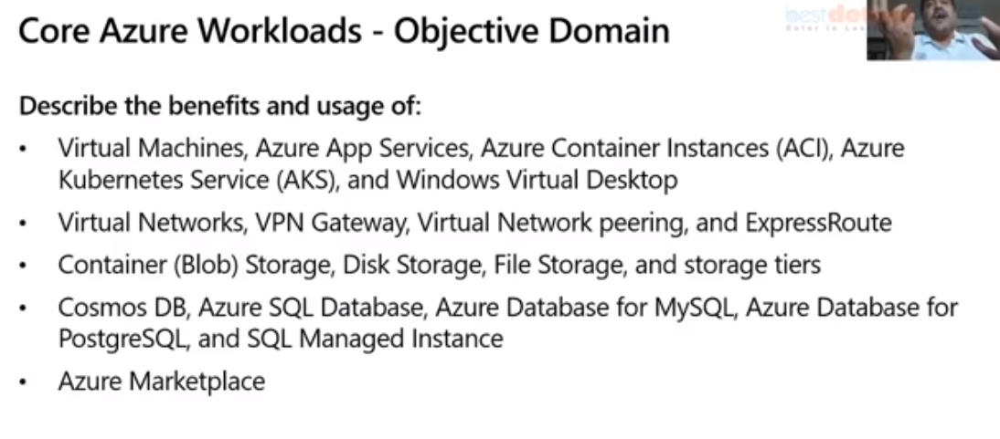 Core Azure Workloads - Objective Domain
Describe the benefits and usage of:
• Virtual Machines, Azure App Services, Azure Container Instances (ACI), Azure
Kubernetes Service (AKS), and Windows Virtual Desktop
• Virtual Networks, VPN Gateway, Virtual Network peering, and ExpressRoute
• Container (Blob) Storage, Disk Storage, File Storage, and storage tiers
• Cosmos DB, Azure SQL Database, Azure Database for MySQL, Azure Database for
PostgreSQL, and SQL Managed Instance
• Azure Marketplace